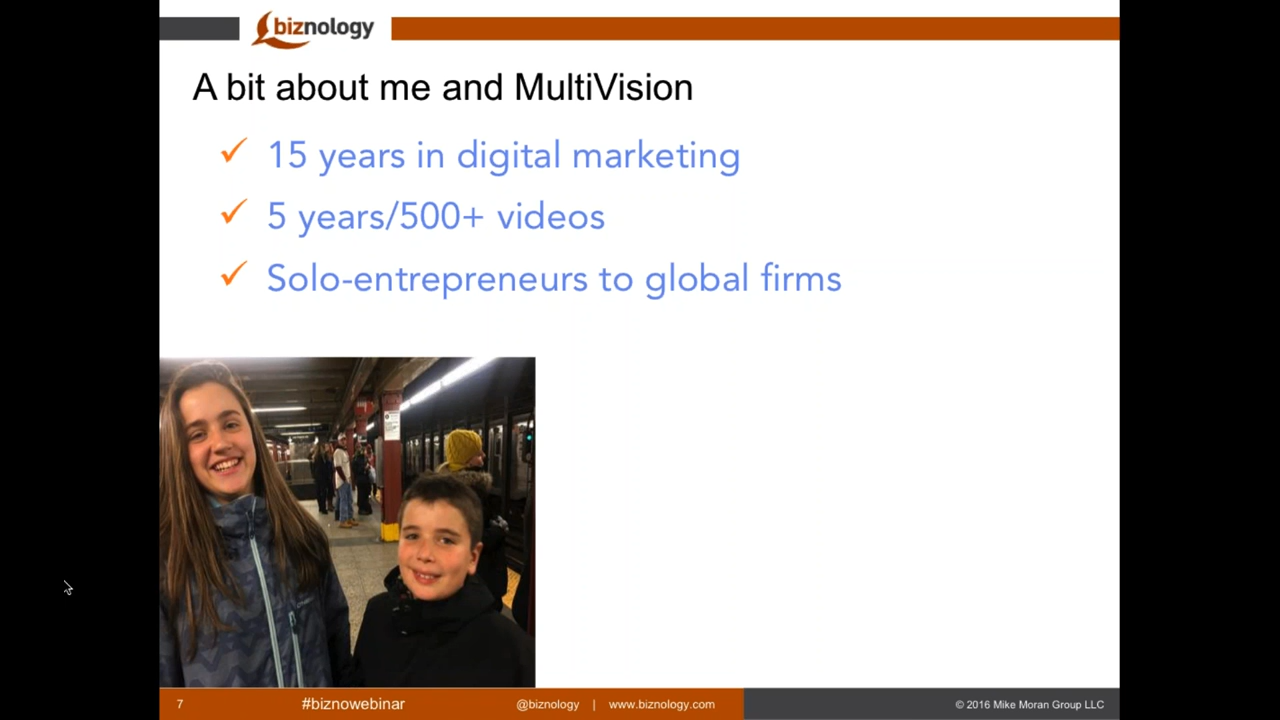 biznology
A bit about me and MultiVision
15 years in digital marketing
5 years/500+ videos
Solo-entrepreneurs to global firms
7 #biznowebinar @biznology | www.biznology.com © 2016 Mike Moran Group LLC